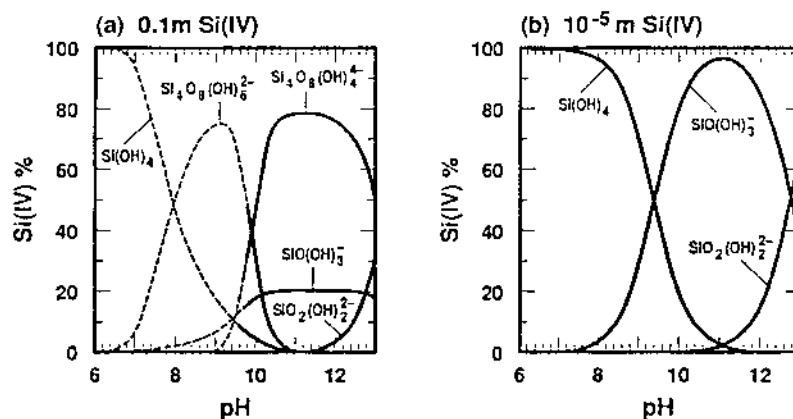 (a) 0.1m Si(IV)
100
80
60
40
20
0
Si(IV) %
6 8 10 12
pH
Si(OH)₄
Si₄O₈(OH)₆²⁻
Si₄O₈(OH)₄⁴⁻
SIO(OH)₃⁻
SIO₂(OH)₂²⁻
(b) 10⁻⁵ m Si(IV)
100
80
60
40
20
0
Si(IV) %
6 8 10 12
pH
Si(OH)₄
SIO(OH)₃⁻
SIO₂(OH)₂²⁻